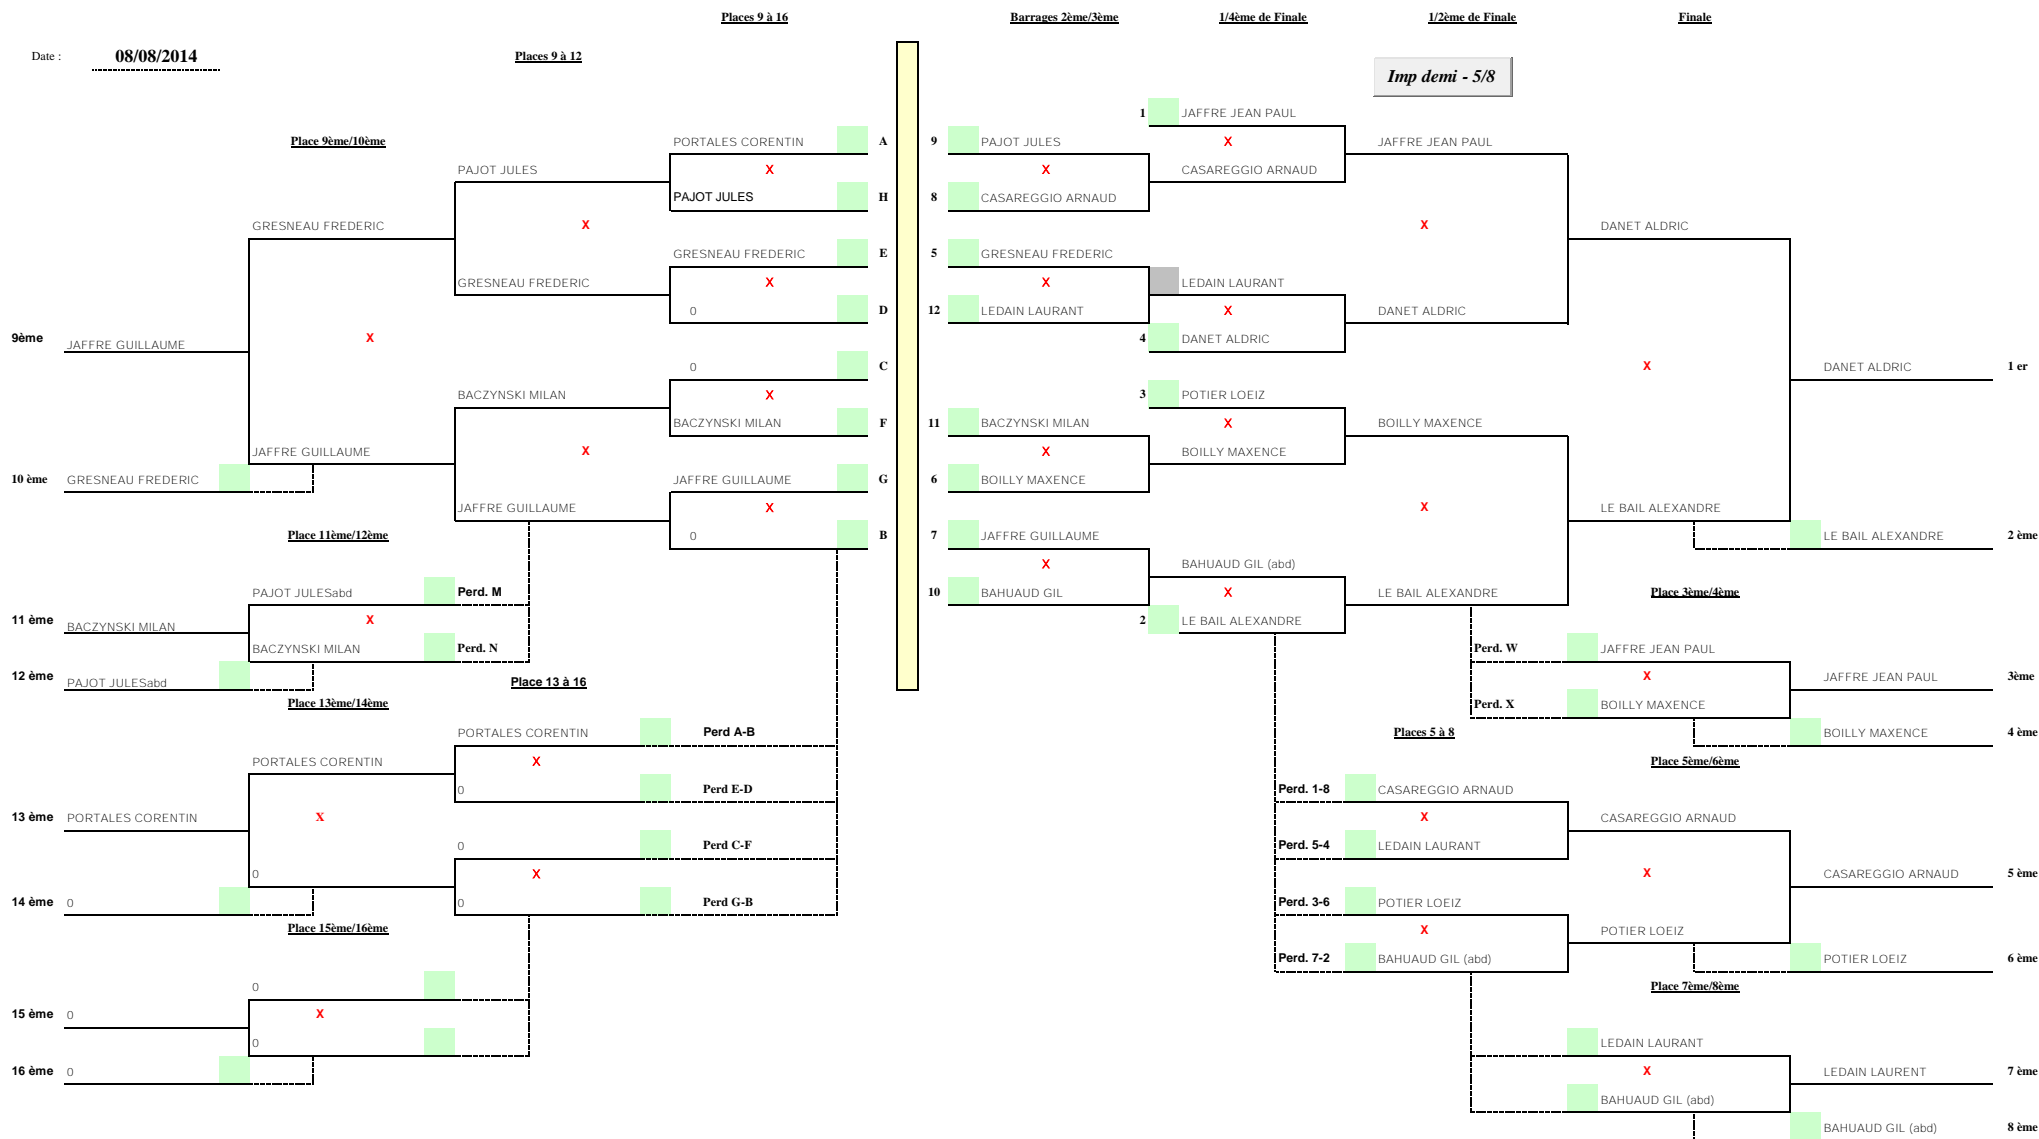 Places 9 à 16
Barrages 2ème/3ème
1/4ème de Finale
1/2ème de Finale
Finale
Date :
08/08/2014
Places 9 à 12
Imp demi - 5/8
Place 9ème/10ème
PORTALES CORENTIN
A
X
PAJOT JULES
H
PAJOT JULES
X
GRESNEAU FREDERIC
E
X
0
D
GRESNEAU FREDERIC
GRESNEAU FREDERIC
X
9ème
JAFFRE GUILLAUME
0
C
X
BACZYNSKI MILAN
F
BACZYNSKI MILAN
X
JAFFRE GUILLAUME
G
X
0
B
JAFFRE GUILLAUME
JAFFRE GUILLAUME
10 ème
GRESNEAU FREDERIC
Place 11ème/12ème
PAJOT JULESabd
Perd. M
X
BACZYNSKI MILAN
Perd. N
11 ème
BACZYNSKI MILAN
12 ème
PAJOT JULESabd
Place 13 à 16
Place 13ème/14ème
PORTALES CORENTIN
Perd A-B
X
0
Perd E-D
PORTALES CORENTIN
X
13 ème
PORTALES CORENTIN
0
Perd C-F
X
0
Perd G-B
0
14 ème
0
Place 15ème/16ème
0
X
0
15 ème
0
16 ème
0
1
JAFFRE JEAN PAUL
9
PAJOT JULES
X
X
8
CASAREGGIO ARNAUD
CASAREGGIO ARNAUD
JAFFRE JEAN PAUL
X
5
GRESNEAU FREDERIC
X
12
LEDAIN LAURANT
LEDAIN LAURANT
X
4
DANET ALDRIC
DANET ALDRIC
DANET ALDRIC
X
DANET ALDRIC
1 er
3
POTIER LOEIZ
11
BACZYNSKI MILAN
X
X
6
BOILLY MAXENCE
BOILLY MAXENCE
BOILLY MAXENCE
X
7
JAFFRE GUILLAUME
X
10
BAHUAUD GIL
BAHUAUD GIL (abd)
X
2
LE BAIL ALEXANDRE
LE BAIL ALEXANDRE
LE BAIL ALEXANDRE
LE BAIL ALEXANDRE
2 ème
Place 3ème/4ème
Perd. W
JAFFRE JEAN PAUL
X
Perd. X
BOILLY MAXENCE
JAFFRE JEAN PAUL
3ème
BOILLY MAXENCE
4 ème
Places 5 à 8
Place 5ème/6ème
Perd. 1-8
CASAREGGIO ARNAUD
X
Perd. 5-4
LEDAIN LAURANT
CASAREGGIO ARNAUD
X
CASAREGGIO ARNAUD
5 ème
Perd. 3-6
POTIER LOEIZ
X
Perd. 7-2
BAHUAUD GIL (abd)
POTIER LOEIZ
POTIER LOEIZ
6 ème
Place 7ème/8ème
LEDAIN LAURANT
X
BAHUAUD GIL (abd)
LEDAIN LAURENT
7 ème
BAHUAUD GIL (abd)
8 ème